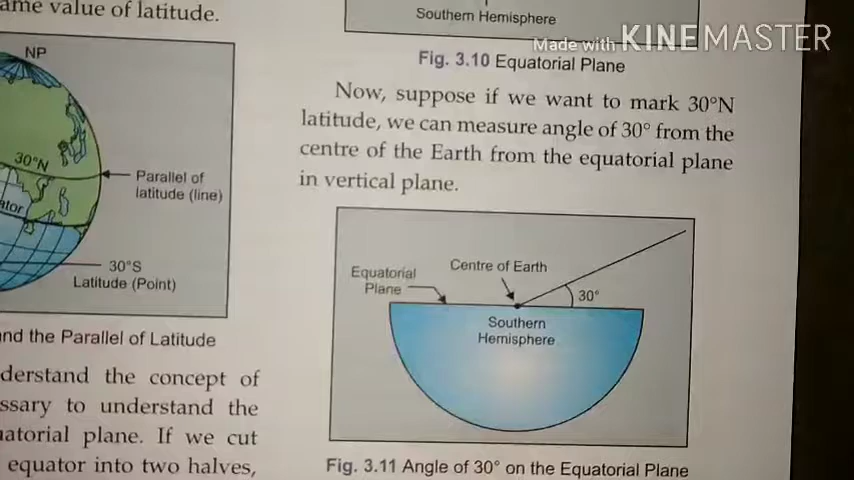 ame value of latitude.
NP
30°N
Parallel of
latitude (line)
ator
30°S
Latitude (Point)
nd the Parallel of Latitude
derstand the concept of
ssary to understand the
uatorial plane. If we cut
equator into two halves,
Southern Hemisphere
Made with KINEMASTER
Fig. 3.10 Equatorial Plane
Now, suppose if we want to mark 30°N
latitude, we can measure angle of 30° from the
centre of the Earth from the equatorial plane
in vertical plane.
Equatorial
Plane
Centre of Earth
30°
Southern
Hemisphere
Fig. 3.11 Angle of 30° on the Equatorial Plane